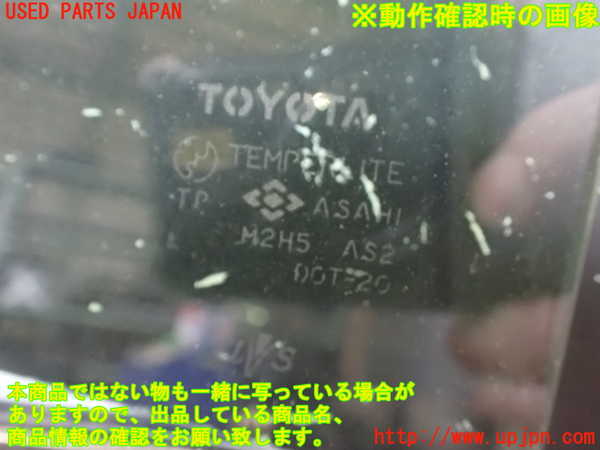 USED PARTS JAPAN
※動作確認時の画像
TOYOTA
TEMPERLITE
TP
ASAHI
M2H5 AS2
DOT-20
本商品ではない物も一緒に写っている場合が
ありますので、出品している商品名、
商品情報の確認をお願い致します。
http://www.upjpn.com